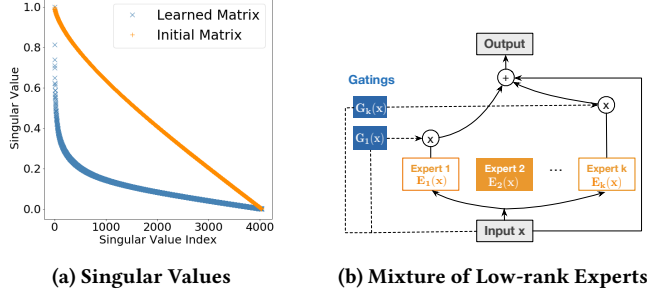 Singular Value
1.0
0.8
0.6
0.4
0.2
0.0
0
1000
2000
3000
4000
Singular Value Index
× Learned Matrix
+ Initial Matrix
(a) Singular Values
Output
+
Gatings
Gk(x)
G1(x)
x
x
Expert 1
E1(x)
Expert 2
E2(x)
...
Expert k
Ek(x)
Input x
(b) Mixture of Low-rank Experts